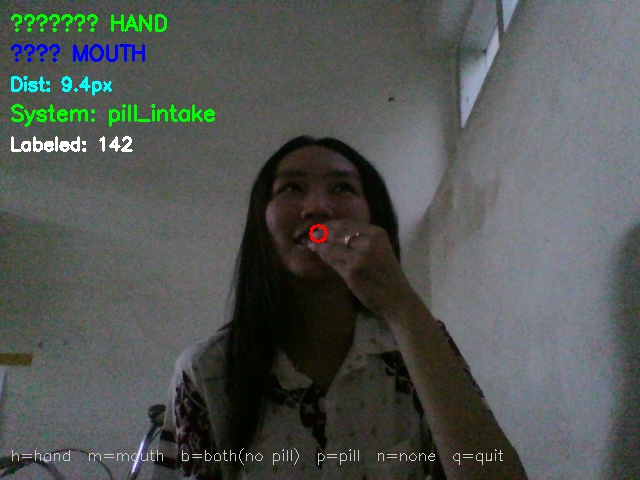 ??????? HAND
???? MOUTH
Dist: 9.4px
System: pill_intake
Labeled: 142
h=hand m=mouth b=both(no pill) p=pill n=none q=quit